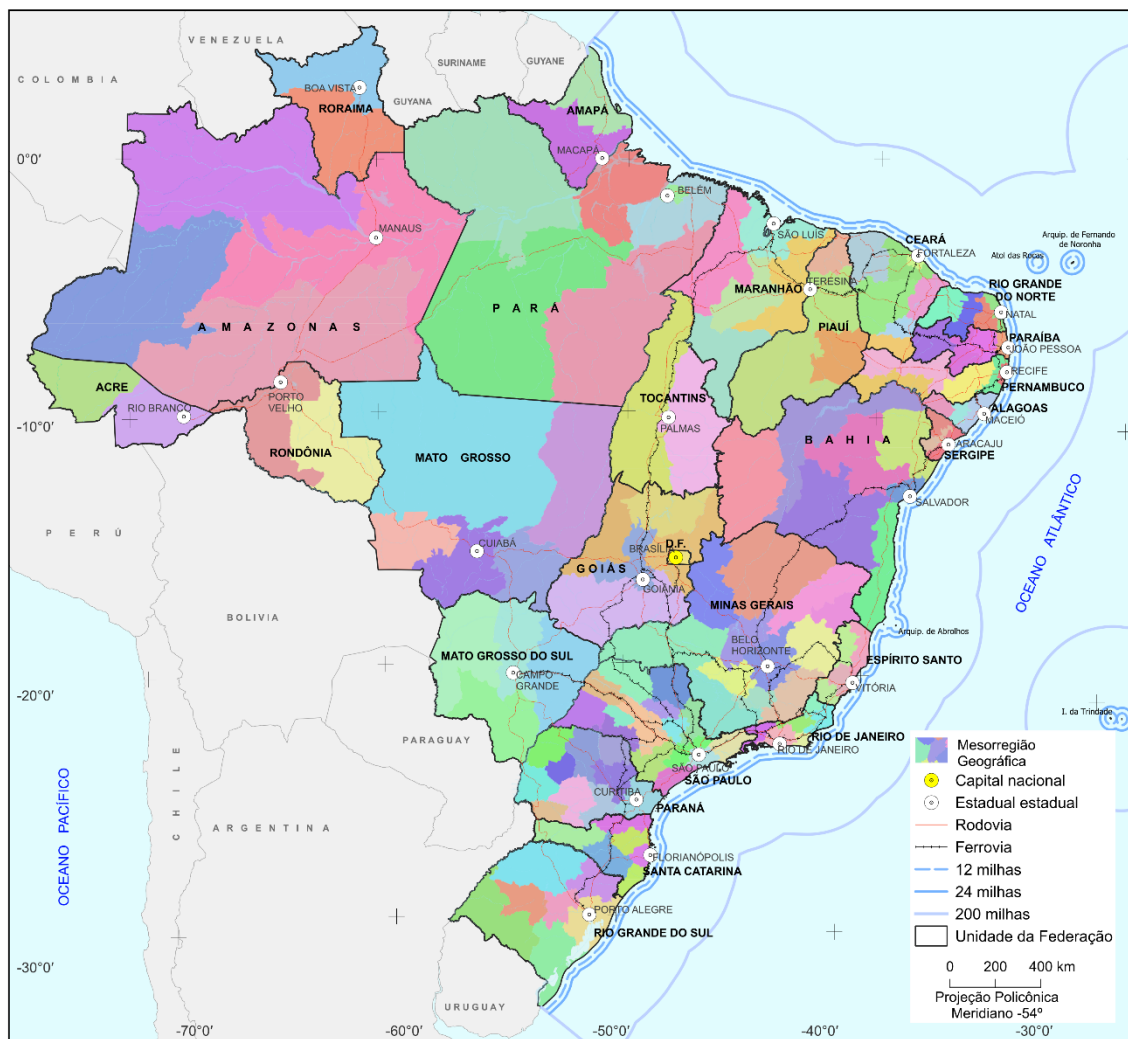 VENEZUELA
COLOMBIA
SURINAME
GUYANE
GUYANA
BOA VISTA
RORAIMA
AMAPÁ
MACAPÁ
0°0'
BELÉM
MANAUS
SÃO LUÍS
CEARÁ
FORTALEZA
Arquip. de Fernando
de Noronha
Atol das Rocas
MARANHÃO
TERESINA
RIO GRANDE
DO NORTE
NATAL
PARÁ
AMAZONAS
PIAUÍ
PARAÍBA
JOÃO PESSOA
RECIFE
PERNAMBUCO
ACRE
PORTO
VELHO
RIO BRANCO
TOCANTINS
PALMAS
ALAGOAS
MACEIÓ
-10°0'
RONDÔNIA
MATO GROSSO
BAHIA
ARACAJU
SERGIPE
SALVADOR
PERÚ
CUIABÁ
BRASÍLIA
D.F.
GOIÁS
GOIÂNIA
OCEANO ATLÂNTICO
BOLIVIA
MINAS GERAIS
BELO
HORIZONTE
Arquip. de Abrolhos
ESPÍRITO SANTO
VITÓRIA
MATO GROSSO DO SUL
CAMPO
GRANDE
-20°0'
I. da Trindade
PARAGUAY
RIO DE JANEIRO
RIO DE JANEIRO
SÃO PAULO
SÃO PAULO
CURITIBA
PARANÁ
OCEANO PACÍFICO
CHILE
ARGENTINA
FLORIANÓPOLIS
SANTA CATARINA
PORTO ALEGRE
RIO GRANDE DO SUL
-30°0'
URUGUAY
Mesorregião
Geográfica
Capital nacional
Estadual estadual
Rodovia
Ferrovia
12 milhas
24 milhas
200 milhas
Unidade da Federação
0 200 400 km
Projeção Policônica
Meridiano -54º
-70°0' -60°0' -50°0' -40°0' -30°0'